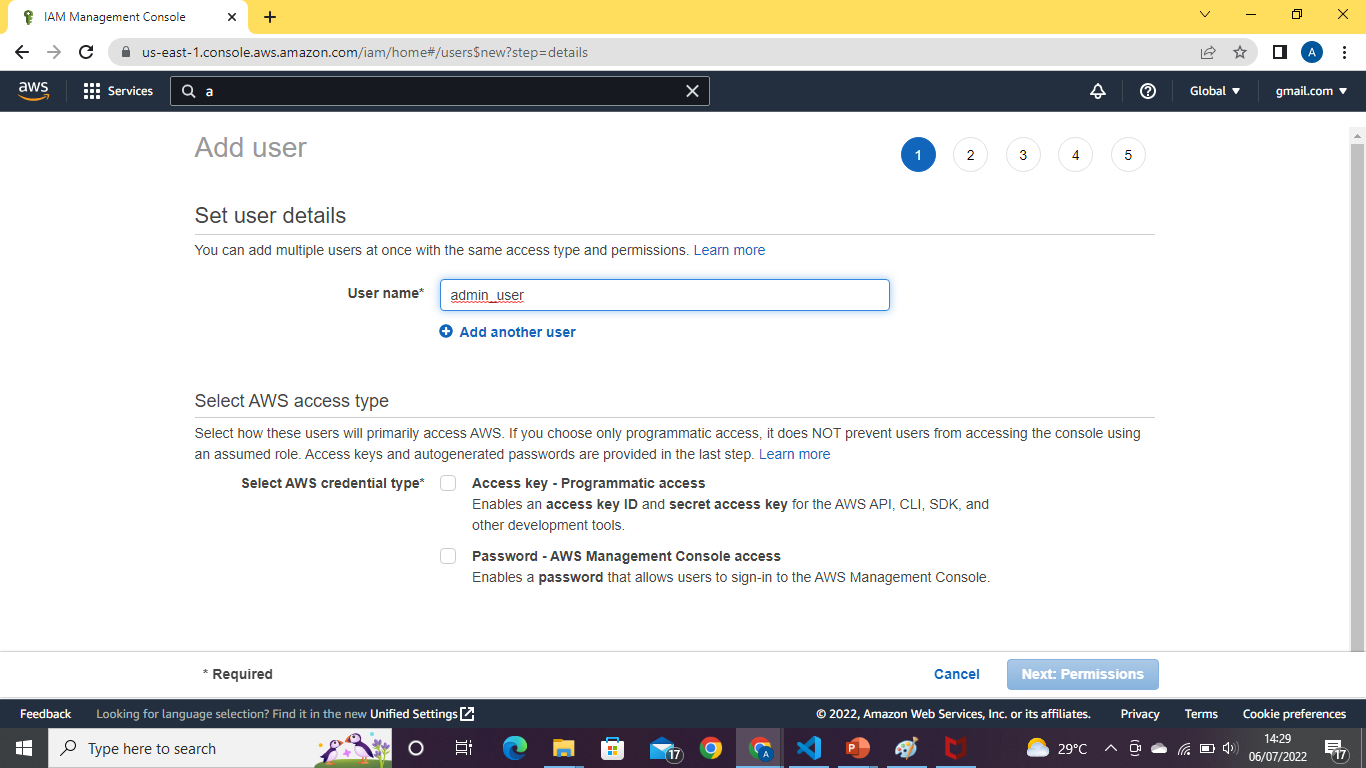 IAM Management Console
us-east-1.console.aws.amazon.com/iam/home#/users$new?step=details
A
aws
Services
a
Global
gmail.com
Add user
1 2 3 4 5
Set user details
You can add multiple users at once with the same access type and permissions. Learn more
User name*
admin_user
Add another user
Select AWS access type
Select how these users will primarily access AWS. If you choose only programmatic access, it does NOT prevent users from accessing the console using
an assumed role. Access keys and autogenerated passwords are provided in the last step. Learn more
Select AWS credential type*
Access key - Programmatic access
Enables an access key ID and secret access key for the AWS API, CLI, SDK, and
other development tools.
Password - AWS Management Console access
Enables a password that allows users to sign-in to the AWS Management Console.
* Required
Cancel
Next: Permissions
Feedback
Looking for language selection? Find it in the new Unified Settings
© 2022, Amazon Web Services, Inc. or its affiliates.
Privacy
Terms
Cookie preferences
Type here to search
17
A
P
29°C
14:29
06/07/2022
17